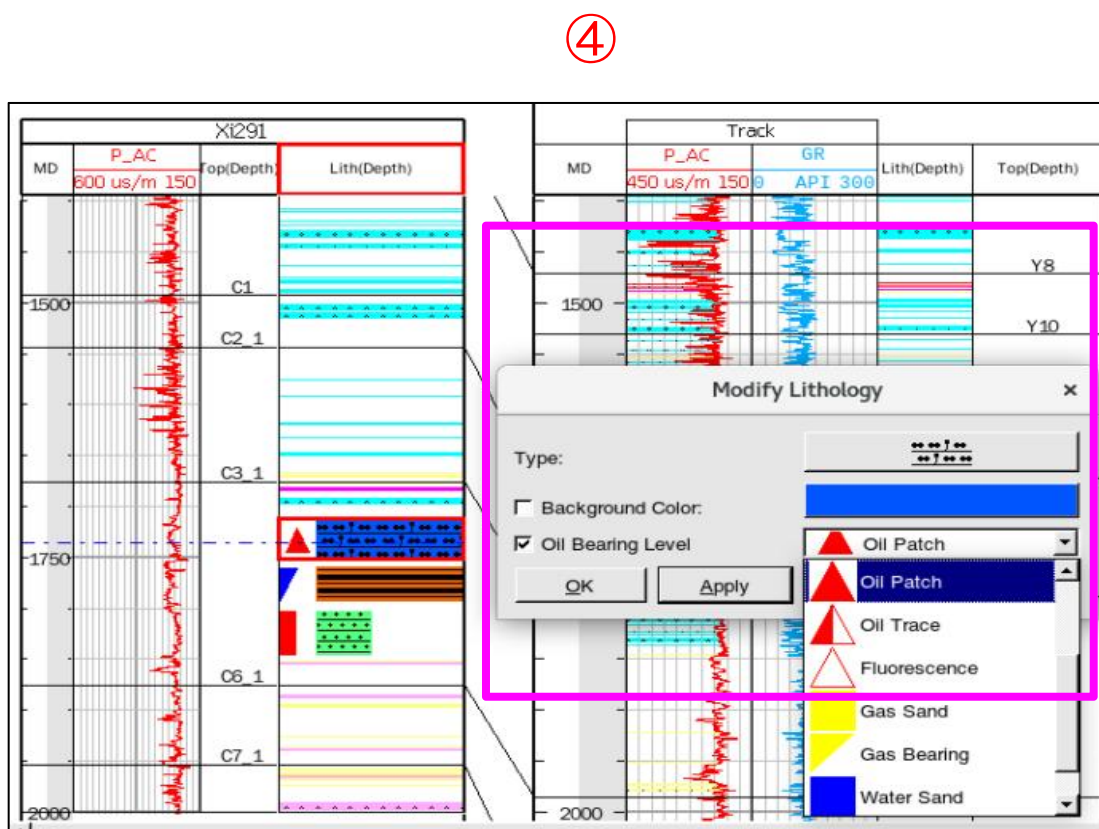 ④
Xi291
MD
P_AC
600 us/m 150
Top(Depth)
Lith(Depth)
1500
1750
2000
C1
C2_1
C3_1
C6_1
C7_1
Track
MD
P_AC
450 us/m 150
GR
0 API 300
Lith(Depth)
Top(Depth)
1500
2000
Y8
Y10
Modify Lithology ×
Type:
Background Color:
Oil Bearing Level
Oil Patch
OK
Apply
Oil Patch
Oil Trace
Fluorescence
Gas Sand
Gas Bearing
Water Sand